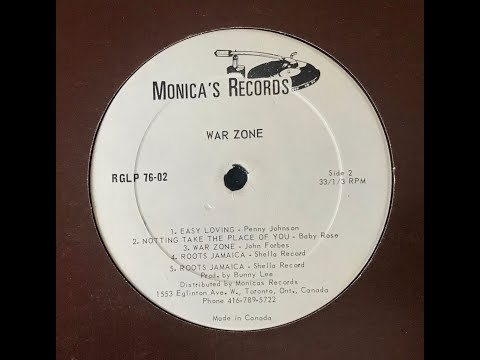 MONICA'S RECORDS
WAR ZONE
RGLP 76-02
Side 2
33/1/3 RPM
1. EASY LOVING - Penny Johnson
2. NOTTING TAKE THE PLACE OF YOU - Baby Rose
3. WAR ZONE - John Forbes
4. ROOTS JAMAICA - Shella Record
5. ROOTS JAMAICA - Shella Record
Prod. by Bunny Lee
Distributed by Monicas Records
1553 Eglinton Ave. W., Toronto, Ont., Canada
Phone 416-789-5722
Made in Canada